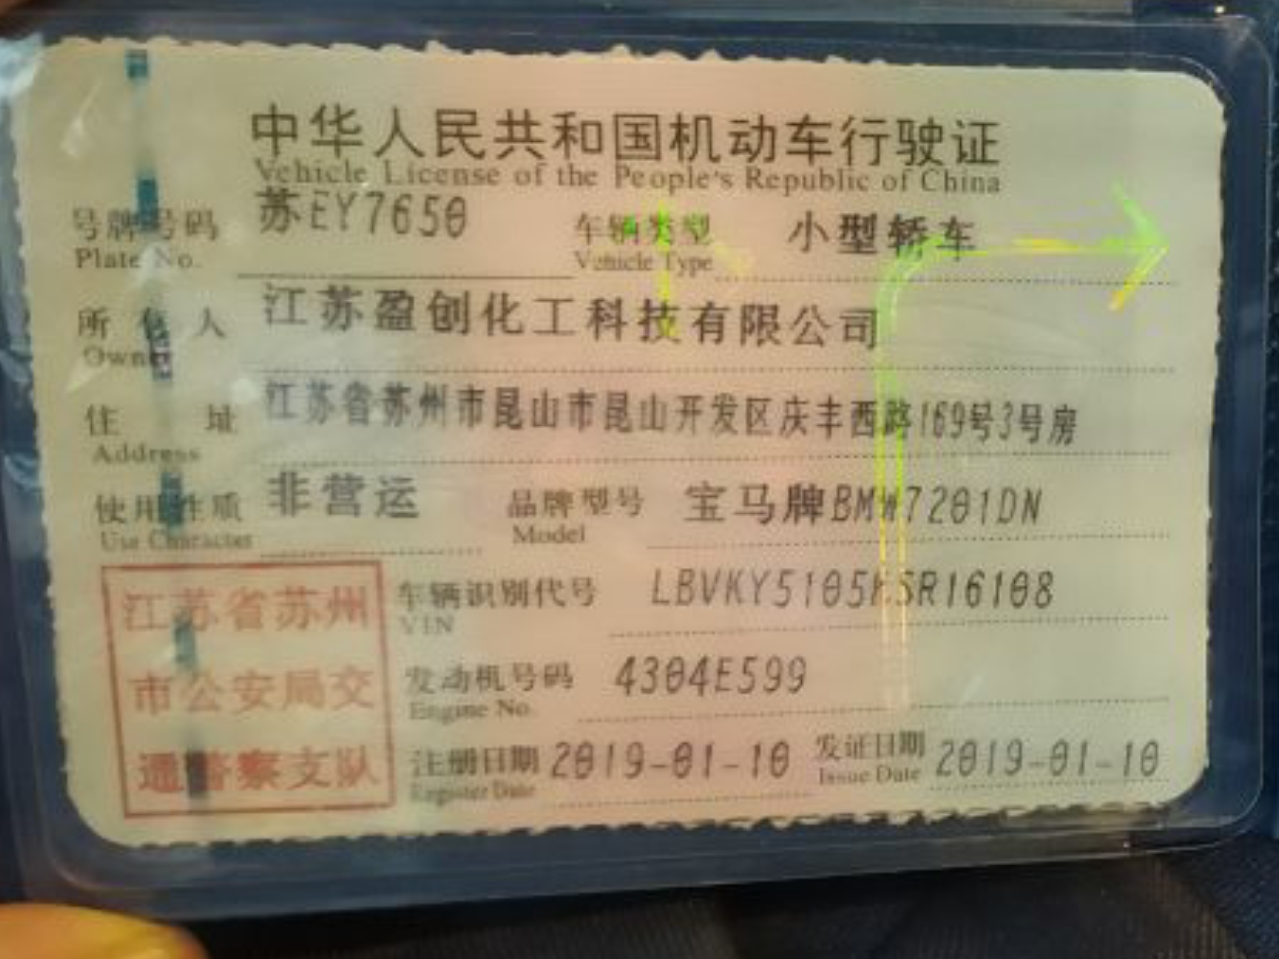 中华人民共和国机动车行驶证
Vehicle License of the People's Republic of China
号牌号码 苏EY7650 车辆类型 小型轿车
Plate No. Vehicle Type
所有人 江苏盈创化工科技有限公司
Owner
住址 江苏省苏州市昆山市昆山开发区庆丰西路169号3号房
Address
使用性质 非营运 品牌型号 宝马牌BMW7201DN
Use Character Model
江苏省苏州
市公安局交
通警察支队
车辆识别代号 LBVKY5105KSR16108
VIN
发动机号码 4304E599
Engine No.
注册日期 2019-01-10 发证日期 2019-01-10
Register Date Issue Date